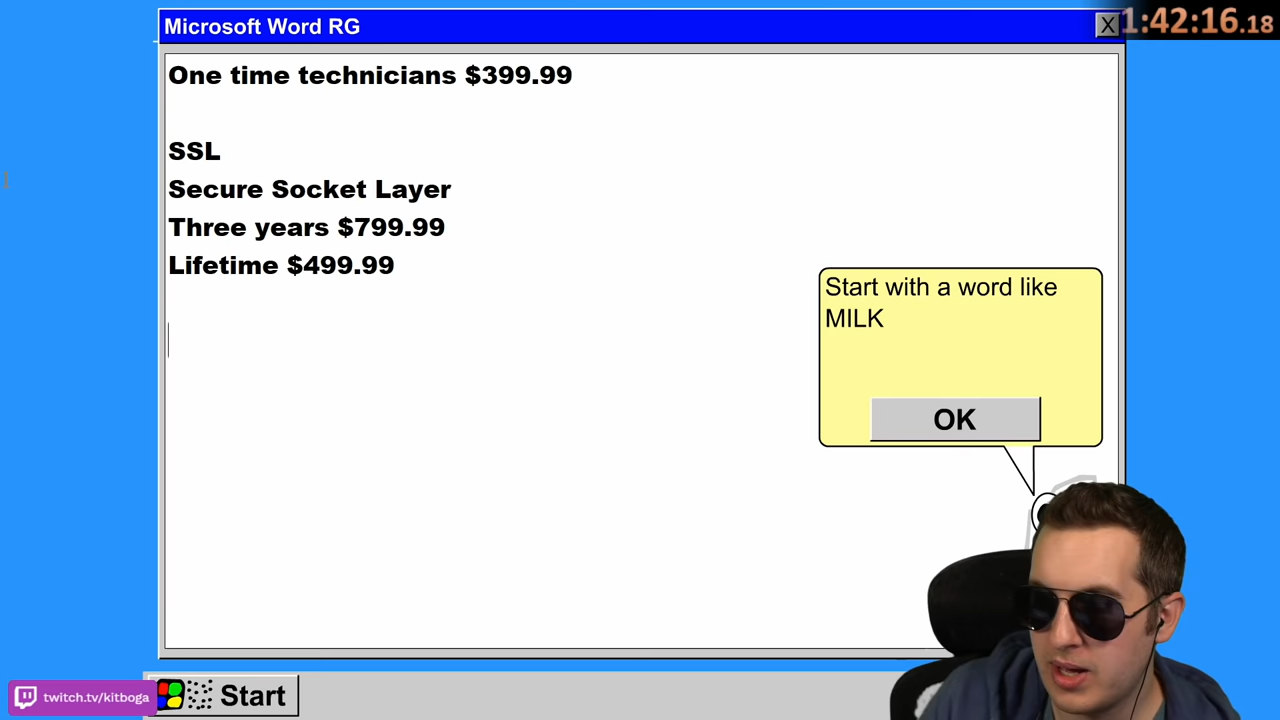 Microsoft Word RG
X
1:42:16.18
One time technicians $399.99
SSL
Secure Socket Layer
Three years $799.99
Lifetime $499.99
Start with a word like
MILK
OK
twitch.tv/kitboga
Start